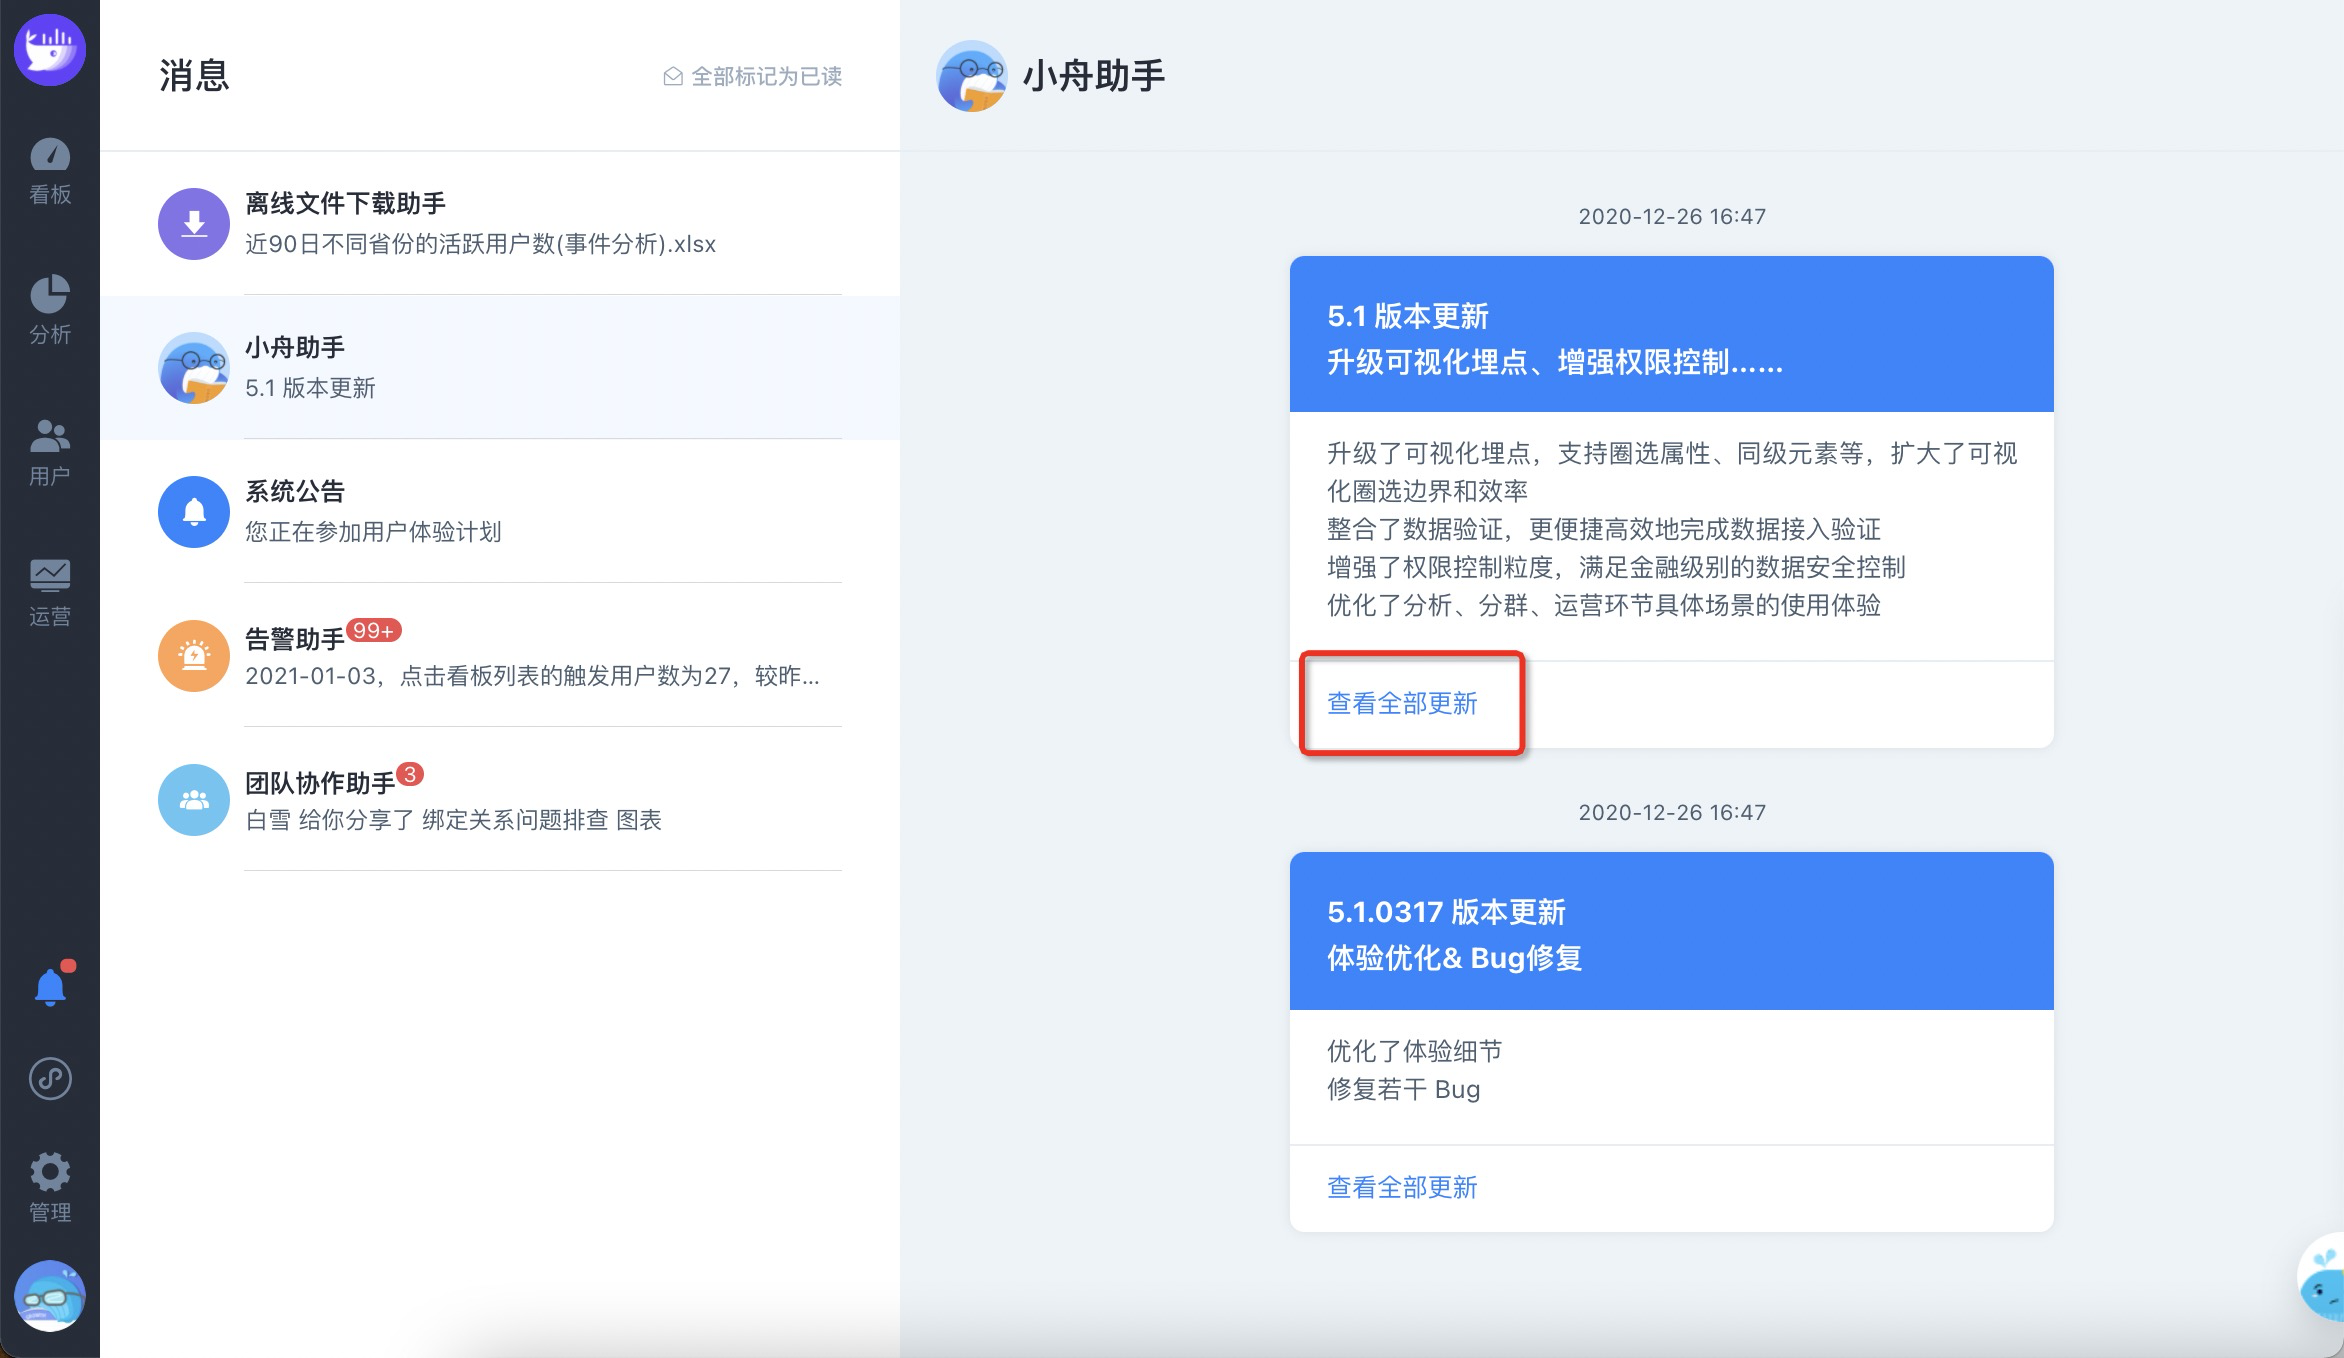 看板
分析
用户
运营
管理
消息
全部标记为已读
离线文件下载助手
近90日不同省份的活跃用户数(事件分析).xlsx
小舟助手
5.1 版本更新
系统公告
您正在参加用户体验计划
告警助手 99+
2021-01-03，点击看板列表的触发用户数为27，较昨...
团队协作助手 3
白雪 给你分享了 绑定关系问题排查 图表
小舟助手
2020-12-26 16:47
5.1 版本更新
升级可视化埋点、增强权限控制......
升级了可视化埋点，支持圈选属性、同级元素等，扩大了可视
化圈选边界和效率
整合了数据验证，更便捷高效地完成数据接入验证
增强了权限控制粒度，满足金融级别的数据安全控制
优化了分析、分群、运营环节具体场景的使用体验
查看全部更新
2020-12-26 16:47
5.1.0317 版本更新
体验优化& Bug修复
优化了体验细节
修复若干 Bug
查看全部更新